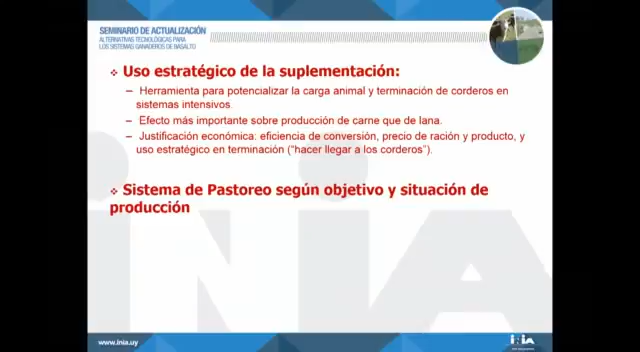 SEMINARIO DE ACTUALIZACIÓN
ALTERNATIVAS TECNOLÓGICAS PARA
LOS SISTEMAS GANADEROS DE BASALTO
❖ Uso estratégico de la suplementación:
– Herramienta para potencializar la carga animal y terminación de corderos en
sistemas intensivos.
– Efecto más importante sobre producción de carne que de lana.
– Justificación económica: eficiencia de conversión, precio de ración y producto, y
uso estratégico en terminación (“hacer llegar a los corderos”).
❖ Sistema de Pastoreo según objetivo y situación de
producción
INIA
www.inia.uy
INIA